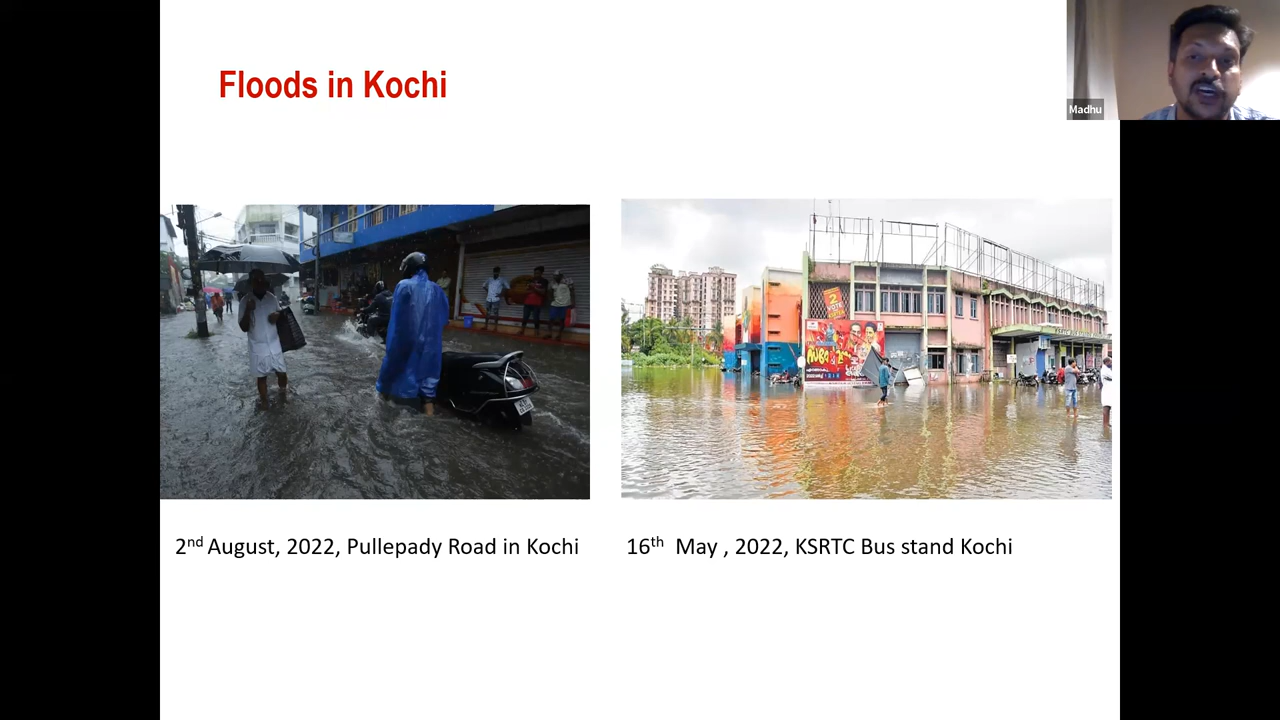 Floods in Kochi
Madhu
2nd August, 2022, Pullepady Road in Kochi
16th May , 2022, KSRTC Bus stand Kochi